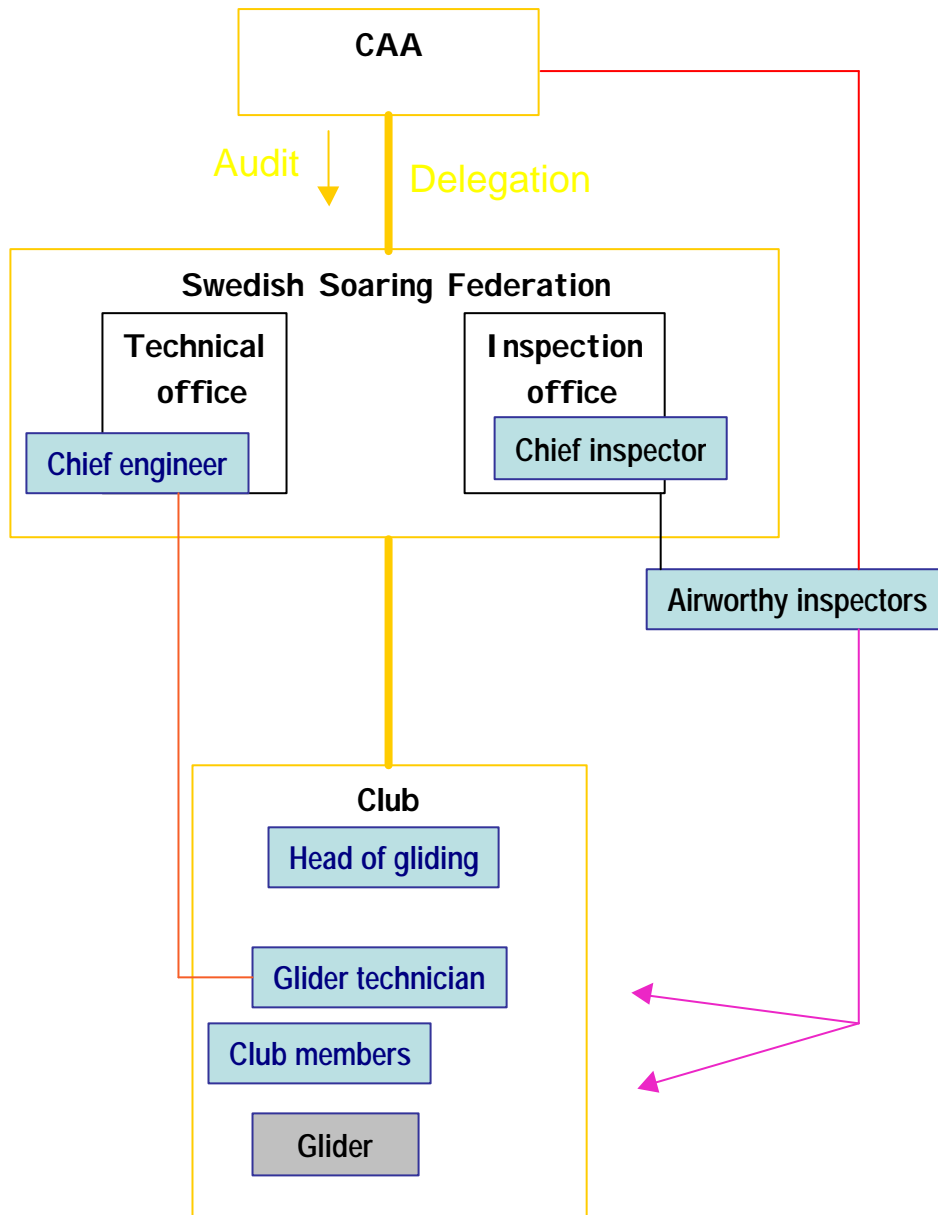 CAA
Audit
Delegation
Swedish Soaring Federation
Technical
office
Chief engineer
Inspection
office
Chief inspector
Airworthy inspectors
Club
Head of gliding
Glider technician
Club members
Glider